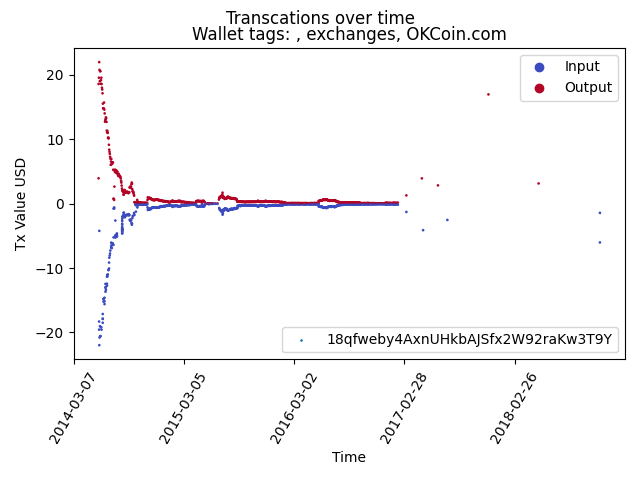 Transcations over time
Wallet tags: , exchanges, OKCoin.com
Input
Output
Tx Value USD
20
10
0
−10
−20
18qfweby4AxnUHkbAJSfx2W92raKw3T9Y
2014-03-07
2015-03-05
2016-03-02
2017-02-28
2018-02-26
Time